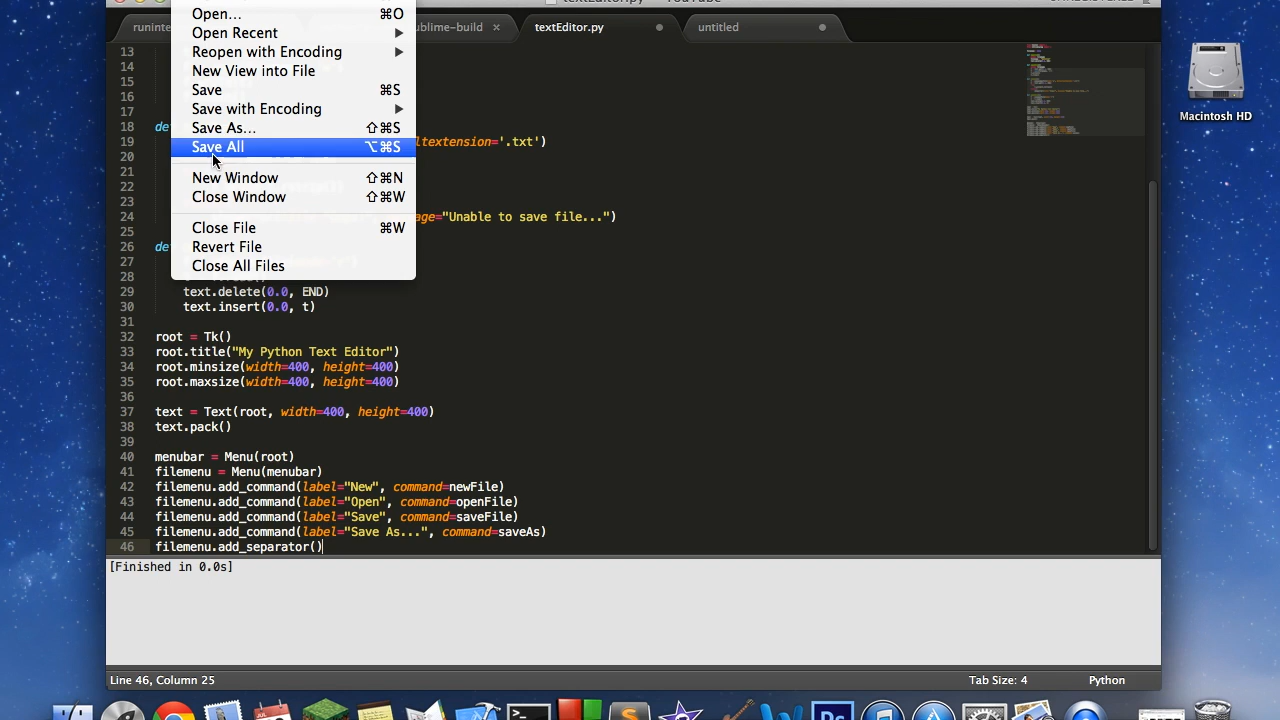 Open... ⌘O
Open Recent ▶
Reopen with Encoding ▶
New View into File
Save ⌘S
Save with Encoding ▶
Save As... ⇧⌘S
Save All ⌥⌘S
New Window ⇧⌘N
Close Window ⇧⌘W
Close File ⌘W
Revert File
Close All Files
runinte
ublime-build ×
textEditor.py
untitled
Macintosh HD
13
14
15
16
17
18 de
19 ltextension='.txt')
20
21
22
23
24 age="Unable to save file...")
25
26 de
27
28
29 text.delete(0.0, END)
30 text.insert(0.0, t)
31
32 root = Tk()
33 root.title("My Python Text Editor")
34 root.minsize(width=400, height=400)
35 root.maxsize(width=400, height=400)
36
37 text = Text(root, width=400, height=400)
38 text.pack()
39
40 menubar = Menu(root)
41 filemenu = Menu(menubar)
42 filemenu.add_command(label="New", command=newFile)
43 filemenu.add_command(label="Open", command=openFile)
44 filemenu.add_command(label="Save", command=saveFile)
45 filemenu.add_command(label="Save As...", command=saveAs)
46 filemenu.add_separator()
[Finished in 0.0s]
Line 46, Column 25
Tab Size: 4
Python